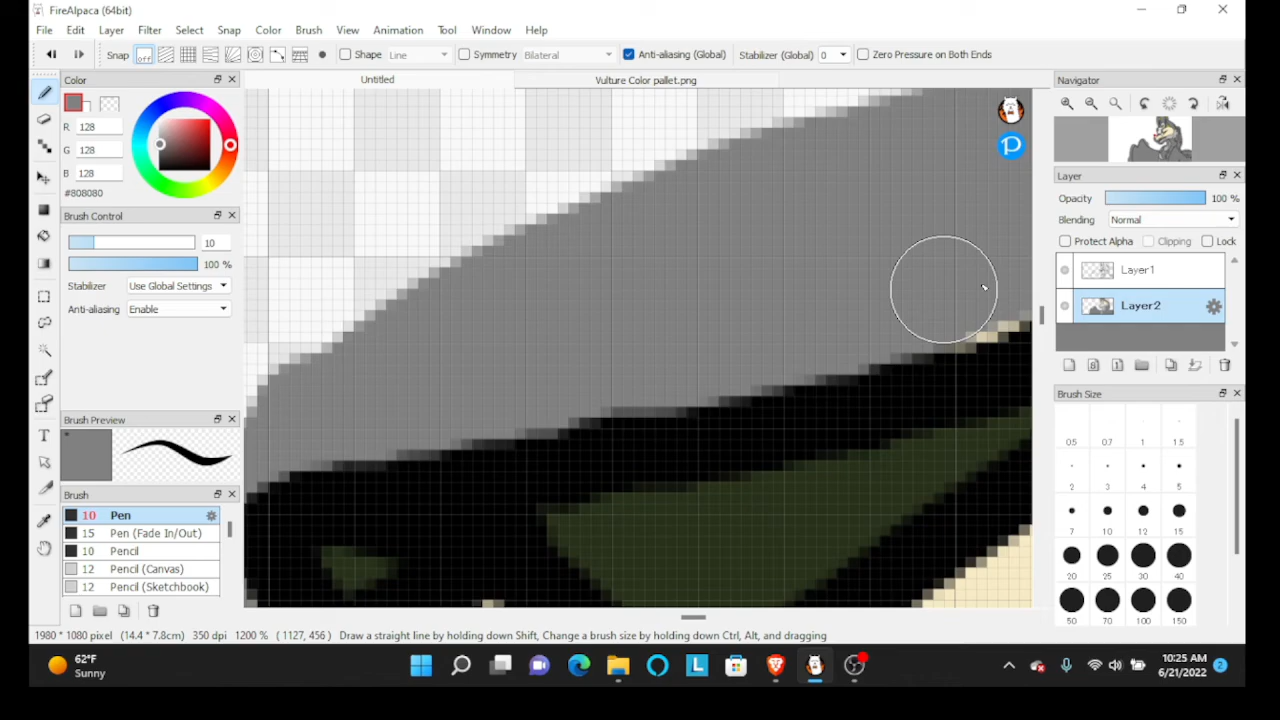 FireAlpaca (64bit)
File Edit Layer Filter Select Snap Color Brush View Animation Tool Window Help
Snap off Shape Line Symmetry Bilateral Anti-aliasing (Global) Stabilizer (Global) 0 Zero Pressure on Both Ends
Color
Untitled
Vulture Color pallet.png
Navigator
R 128
G 128
B 128
#808080
Brush Control
10
100 %
Stabilizer Use Global Settings
Anti-aliasing Enable
Brush Preview
Brush
10 Pen
15 Pen (Fade In/Out)
10 Pencil
12 Pencil (Canvas)
12 Pencil (Sketchbook)
Layer
Opacity 100 %
Blending Normal
Protect Alpha Clipping Lock
Layer1
Layer2
Brush Size
0.5 0.7 1 1.5
2 3 4 5
7 10 12 15
20 25 30 40
50 70 100 150
1980 * 1080 pixel (14.4 * 7.8cm) 350 dpi 1200 % ( 1127, 456 ) Draw a straight line by holding down Shift, Change a brush size by holding down Ctrl, Alt, and dragging
62°F
Sunny
L
10:25 AM
6/21/2022
2